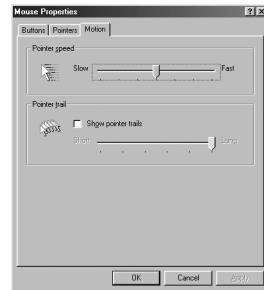 Mouse Properties
Buttons Pointers Motion
Pointer speed
Slow Fast
Pointer trail
Show pointer trails
Short Long
OK Cancel Apply